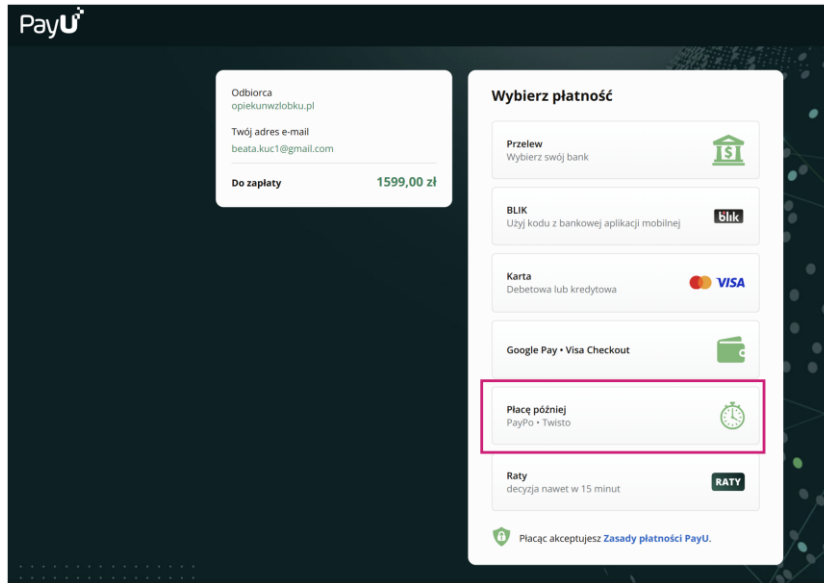 PayU
Odbiorca
opiekunwzlobku.pl
Twój adres e-mail
beata.kuc1@gmail.com
Do zapłaty 1599,00 zł
Wybierz płatność
Przelew
Wybierz swój bank
BLIK
Użyj kodu z bankowej aplikacji mobilnej
blik
Karta
Debetowa lub kredytowa
VISA
Google Pay • Visa Checkout
Płacę później
PayPo • Twisto
Raty
decyzja nawet w 15 minut
RATY
Płacąc akceptujesz Zasady płatności PayU.